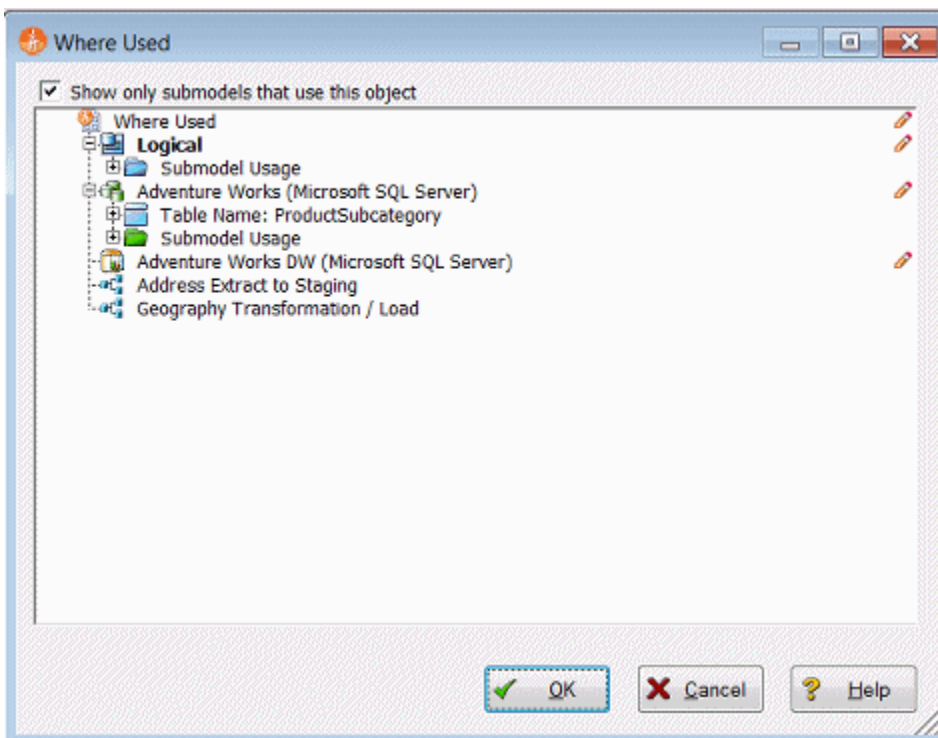 Where Used
Show only submodels that use this object
Where Used
Logical
Submodel Usage
Adventure Works (Microsoft SQL Server)
Table Name: ProductSubcategory
Submodel Usage
Adventure Works DW (Microsoft SQL Server)
Address Extract to Staging
Geography Transformation / Load
OK Cancel Help